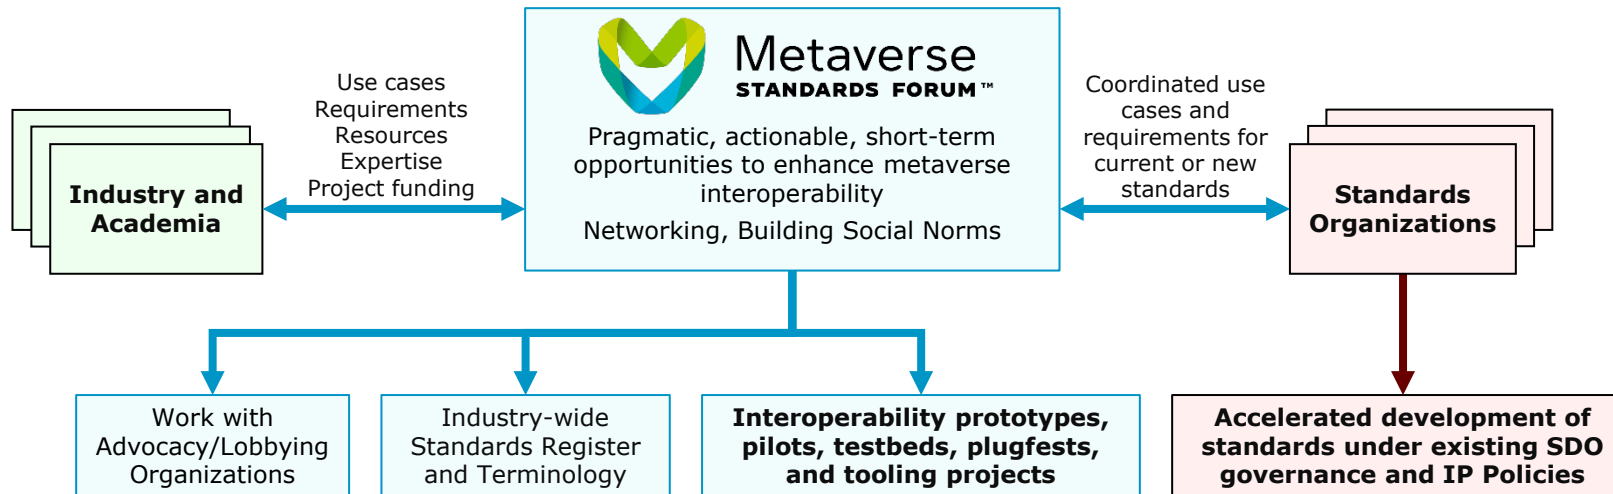 Metaverse
STANDARDS FORUM™
Pragmatic, actionable, short-term
opportunities to enhance metaverse
interoperability
Networking, Building Social Norms
Use cases
Requirements
Resources
Expertise
Project funding
Coordinated use
cases and
requirements for
current or new
standards
Industry and
Academia
Standards
Organizations
Work with
Advocacy/Lobbying
Organizations
Industry-wide
Standards Register
and Terminology
Interoperability prototypes,
pilots, testbeds, plugfests,
and tooling projects
Accelerated development of
standards under existing SDO
governance and IP Policies